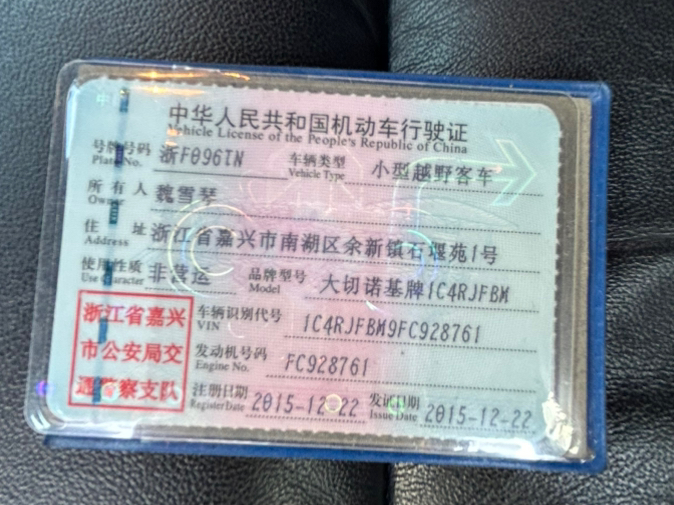 中华人民共和国机动车行驶证
Vehicle License of the People's Republic of China
号牌号码 浙F096TN 车辆类型 小型越野客车
Plate No. Vehicle Type
所有人 魏雪琴
Owner
住址 浙江省嘉兴市南湖区余新镇石堰苑1号
Address
使用性质 非营运 品牌型号 大切诺基牌1C4RJFBM
Use Character Model
浙江省嘉兴
市公安局交
通警察支队
车辆识别代号 1C4RJFBM9FC928761
VIN
发动机号码 FC928761
Engine No.
注册日期 2015-12-22 发证日期 2015-12-22
Register Date Issue Date